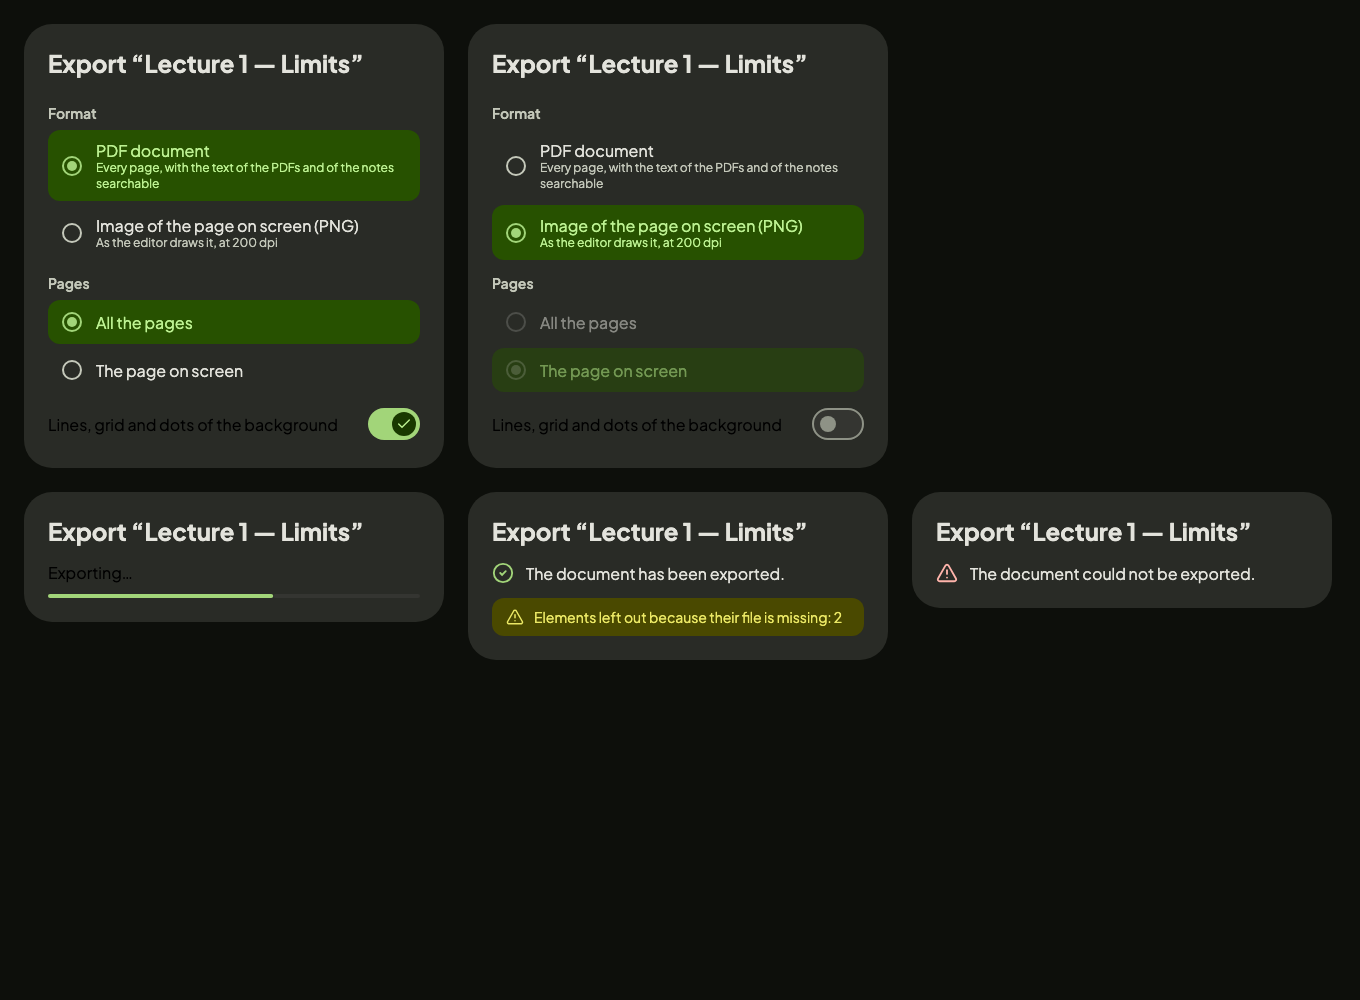 Export “Lecture 1 — Limits”
Format
PDF document
Every page, with the text of the PDFs and of the notes
searchable
Image of the page on screen (PNG)
As the editor draws it, at 200 dpi
Pages
All the pages
The page on screen
Lines, grid and dots of the background
Export “Lecture 1 — Limits”
Format
PDF document
Every page, with the text of the PDFs and of the notes
searchable
Image of the page on screen (PNG)
As the editor draws it, at 200 dpi
Pages
All the pages
The page on screen
Lines, grid and dots of the background
Export “Lecture 1 — Limits”
Exporting…
Export “Lecture 1 — Limits”
The document has been exported.
Elements left out because their file is missing: 2
Export “Lecture 1 — Limits”
The document could not be exported.